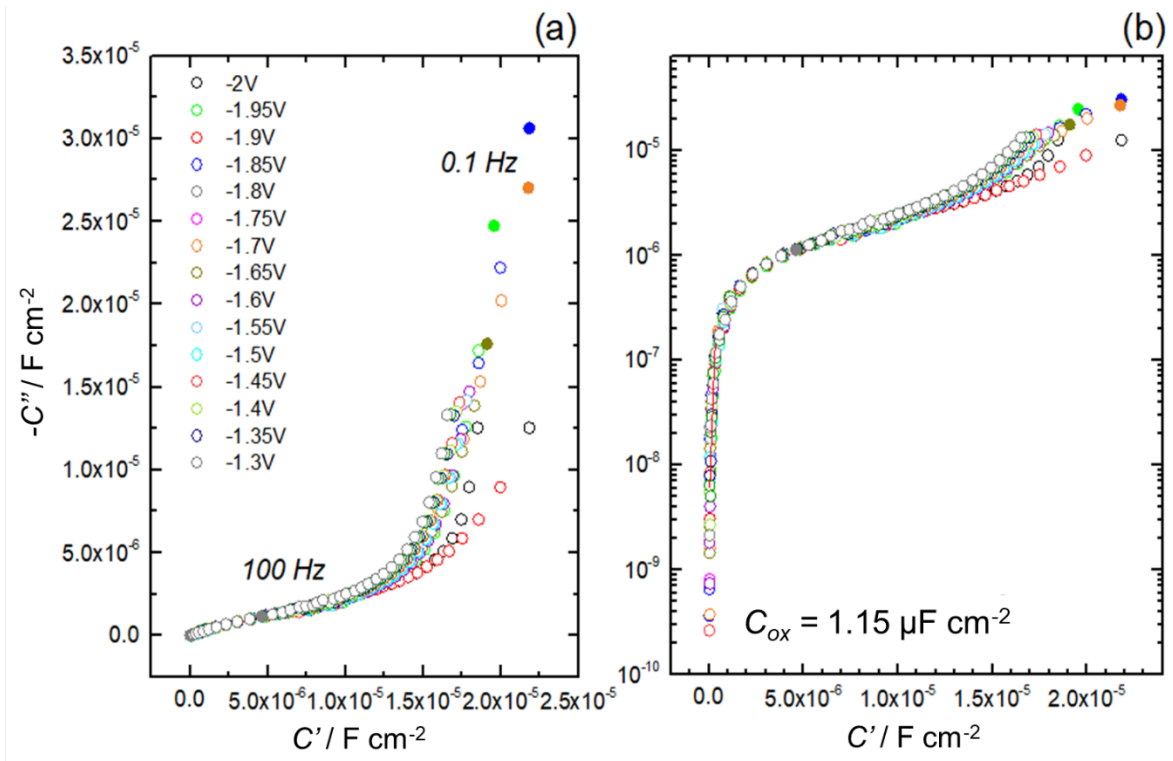 (a)
3.5x10-5
3.0x10-5
2.5x10-5
2.0x10-5
1.5x10-5
1.0x10-5
5.0x10-6
0.0
-C″/ F cm-2
-2V
-1.95V
-1.9V
-1.85V
-1.8V
-1.75V
-1.7V
-1.65V
-1.6V
-1.55V
-1.5V
-1.45V
-1.4V
-1.35V
-1.3V
0.1 Hz
100 Hz
0.0 5.0x10-6 1.0x10-5 1.5x10-5 2.0x10-5 2.5x10-5
C' / F cm-2
(b)
10-5
10-6
10-7
10-8
10-9
10-10
Cox = 1.15 µF cm-2
0.0 5.0x10-6 1.0x10-5 1.5x10-5 2.0x10-5
C' / F cm-2